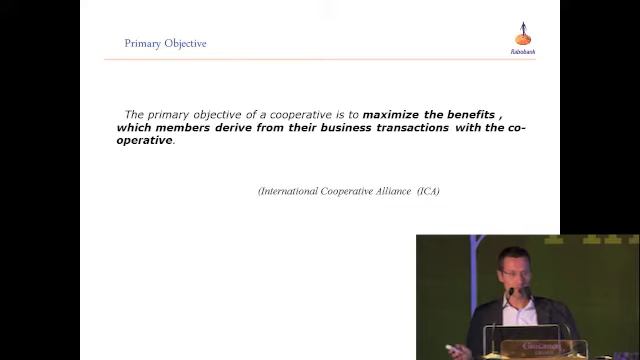 Primary Objective
Rabobank
The primary objective of a cooperative is to maximize the benefits ,
which members derive from their business transactions with the co-
operative.
(International Cooperative Alliance (ICA)